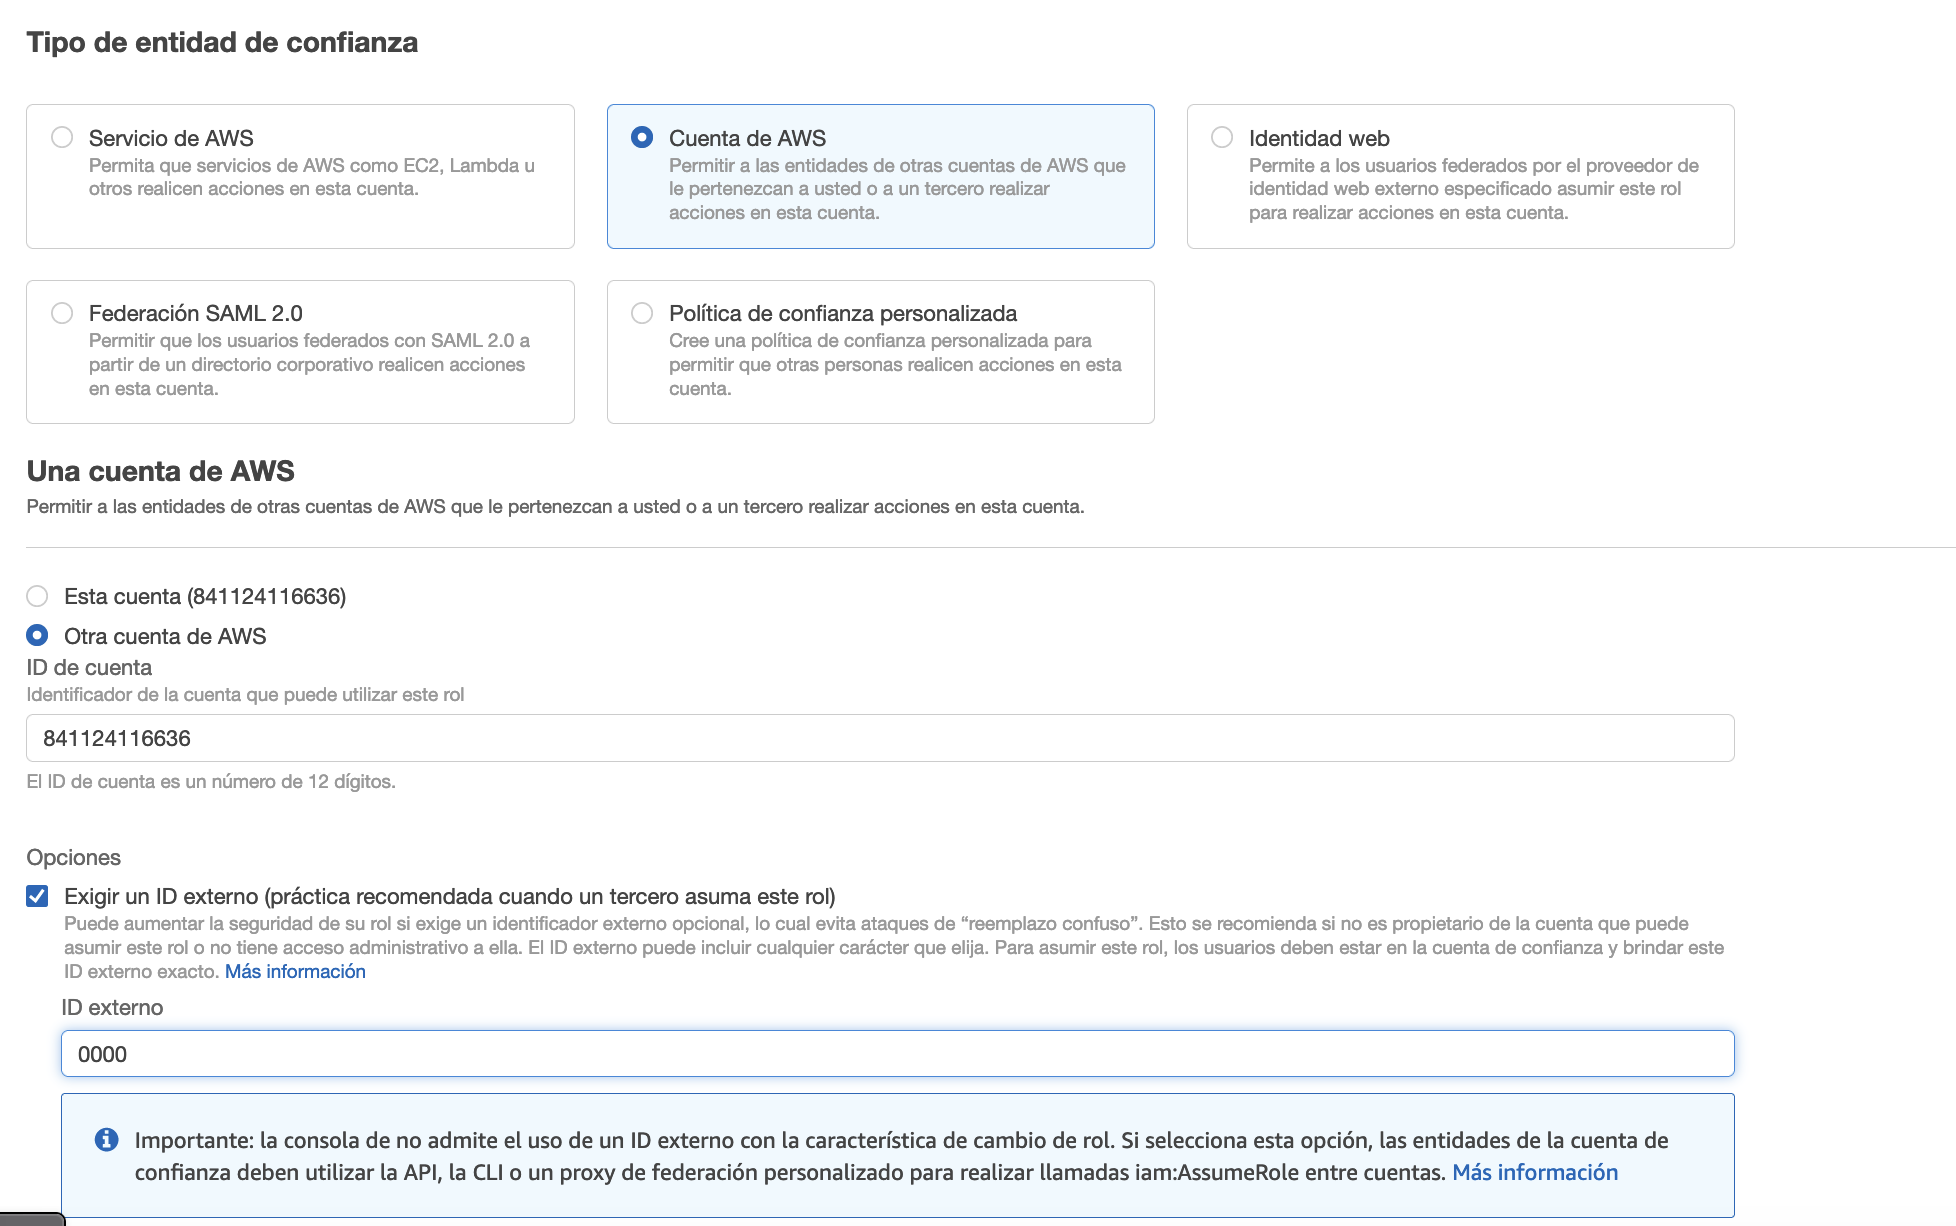 Tipo de entidad de confianza
Servicio de AWS
Permita que servicios de AWS como EC2, Lambda u
otros realicen acciones en esta cuenta.
Cuenta de AWS
Permitir a las entidades de otras cuentas de AWS que
le pertenezcan a usted o a un tercero realizar
acciones en esta cuenta.
Identidad web
Permite a los usuarios federados por el proveedor de
identidad web externo especificado asumir este rol
para realizar acciones en esta cuenta.
Federación SAML 2.0
Permitir que los usuarios federados con SAML 2.0 a
partir de un directorio corporativo realicen acciones
en esta cuenta.
Política de confianza personalizada
Cree una política de confianza personalizada para
permitir que otras personas realicen acciones en esta
cuenta.
Una cuenta de AWS
Permitir a las entidades de otras cuentas de AWS que le pertenezcan a usted o a un tercero realizar acciones en esta cuenta.
Esta cuenta (841124116636)
Otra cuenta de AWS
ID de cuenta
Identificador de la cuenta que puede utilizar este rol
841124116636
El ID de cuenta es un número de 12 dígitos.
Opciones
Exigir un ID externo (práctica recomendada cuando un tercero asuma este rol)
Puede aumentar la seguridad de su rol si exige un identificador externo opcional, lo cual evita ataques de “reemplazo confuso”. Esto se recomienda si no es propietario de la cuenta que puede
asumir este rol o no tiene acceso administrativo a ella. El ID externo puede incluir cualquier carácter que elija. Para asumir este rol, los usuarios deben estar en la cuenta de confianza y brindar este
ID externo exacto. Más información
ID externo
0000
Importante: la consola de no admite el uso de un ID externo con la característica de cambio de rol. Si selecciona esta opción, las entidades de la cuenta de
confianza deben utilizar la API, la CLI o un proxy de federación personalizado para realizar llamadas iam:AssumeRole entre cuentas. Más información